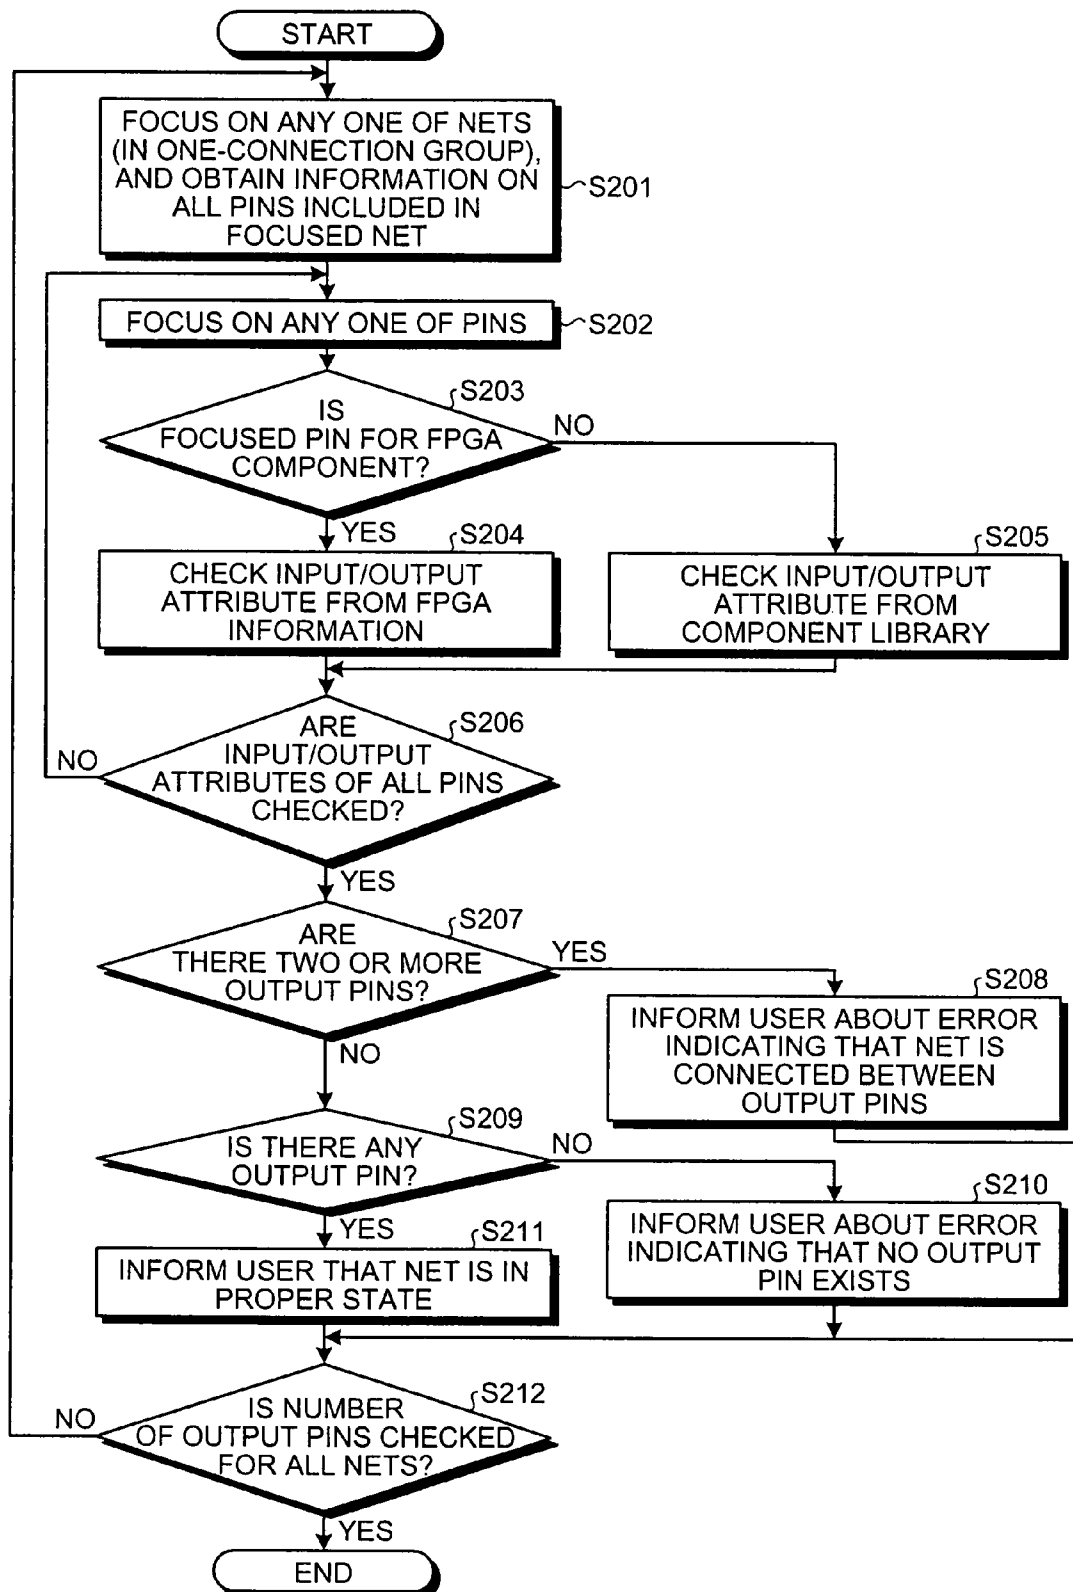 START
FOCUS ON ANY ONE OF NETS
(IN ONE-CONNECTION GROUP),
AND OBTAIN INFORMATION ON
ALL PINS INCLUDED IN
FOCUSED NET
S201
FOCUS ON ANY ONE OF PINS
S202
S203
IS
FOCUSED PIN FOR FPGA
COMPONENT?
NO
YES
S204
CHECK INPUT/OUTPUT
ATTRIBUTE FROM FPGA
INFORMATION
S205
CHECK INPUT/OUTPUT
ATTRIBUTE FROM
COMPONENT LIBRARY
S206
ARE
INPUT/OUTPUT
ATTRIBUTES OF ALL PINS
CHECKED?
NO
YES
S207
ARE
THERE TWO OR MORE
OUTPUT PINS?
YES
NO
S208
INFORM USER ABOUT ERROR
INDICATING THAT NET IS
CONNECTED BETWEEN
OUTPUT PINS
S209
IS THERE ANY
OUTPUT PIN?
NO
YES
S210
INFORM USER ABOUT ERROR
INDICATING THAT NO OUTPUT
PIN EXISTS
S211
INFORM USER THAT NET IS IN
PROPER STATE
S212
IS NUMBER
OF OUTPUT PINS CHECKED
FOR ALL NETS?
NO
YES
END